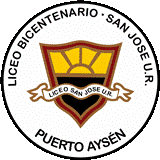 LICEO BICENTENARIO - SAN JOSE U.R.
LICEO SAN JOSE U.R.
PUERTO AYSÉN